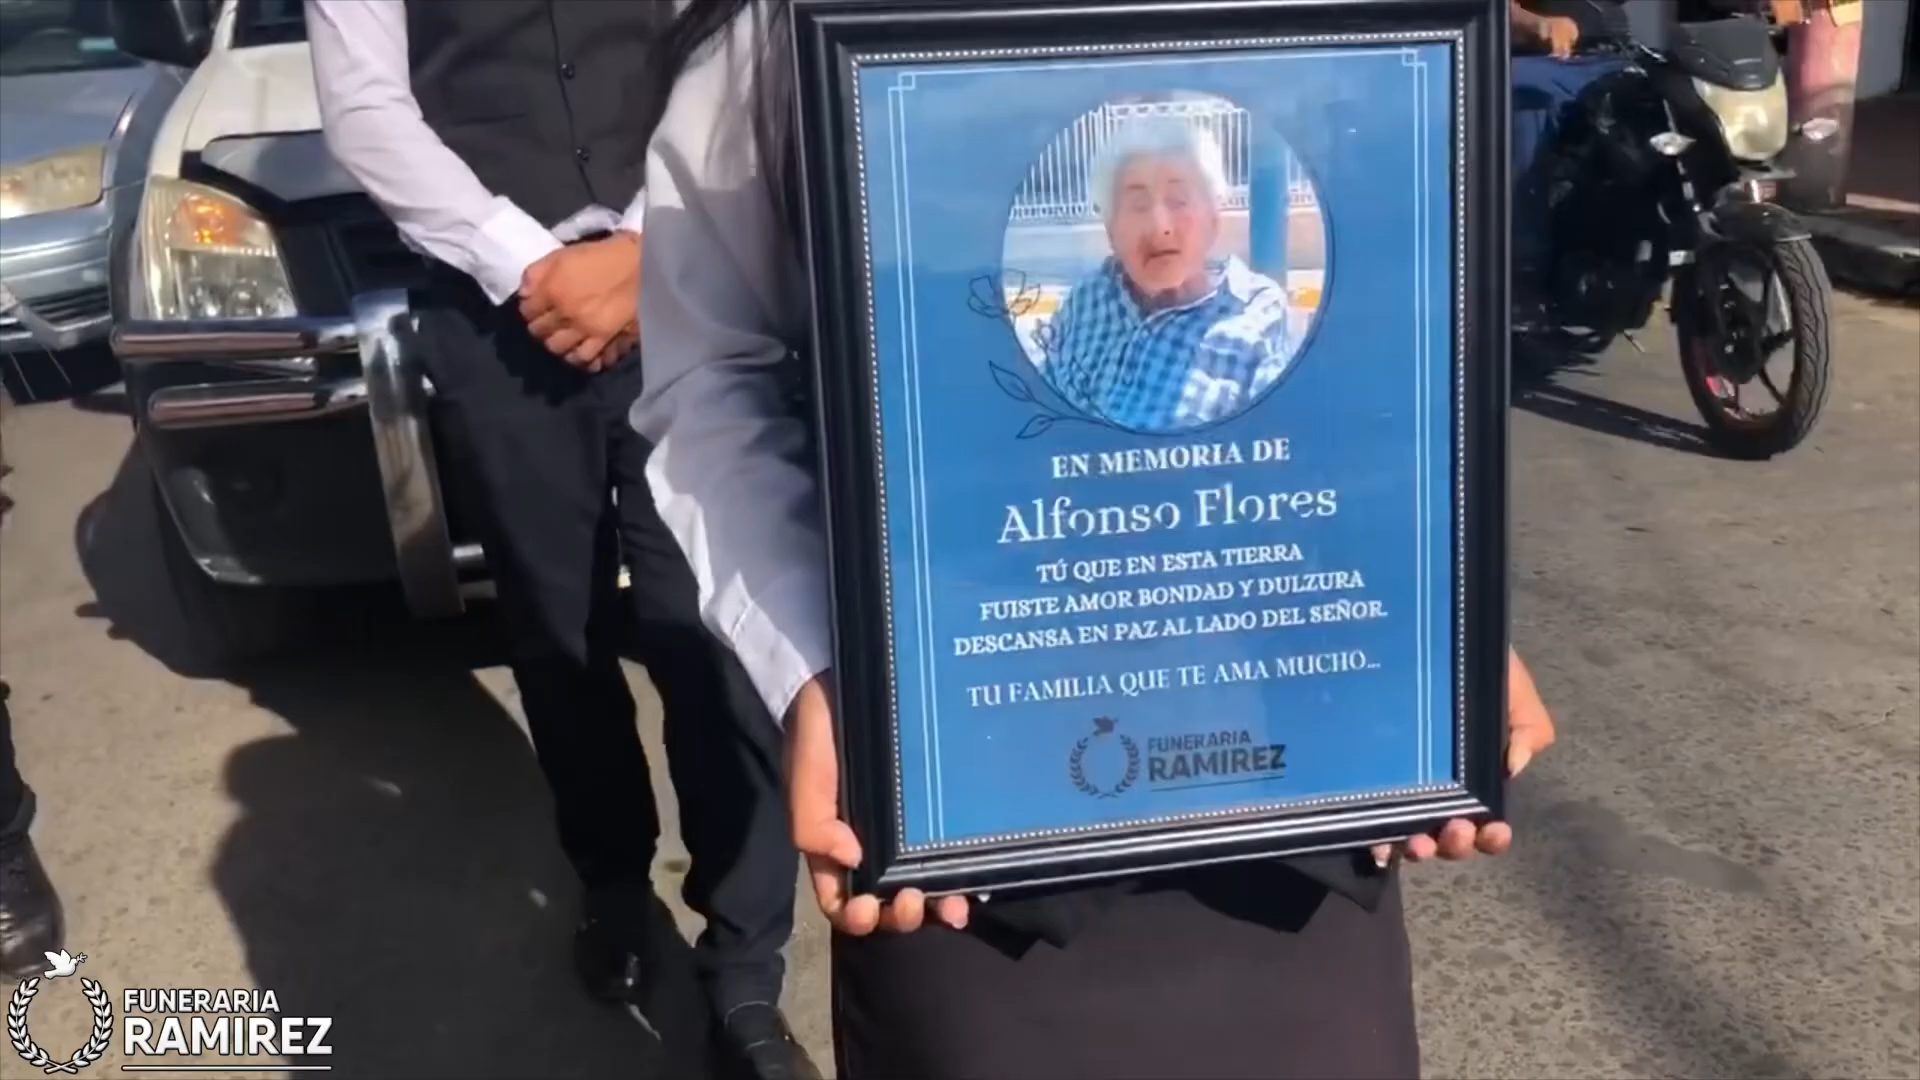 EN MEMORIA DE
Alfonso Flores
TÚ QUE EN ESTA TIERRA
FUISTE AMOR BONDAD Y DULZURA
DESCANSA EN PAZ AL LADO DEL SEÑOR.
TU FAMILIA QUE TE AMA MUCHO...
FUNERARIA
RAMIREZ
FUNERARIA
RAMIREZ